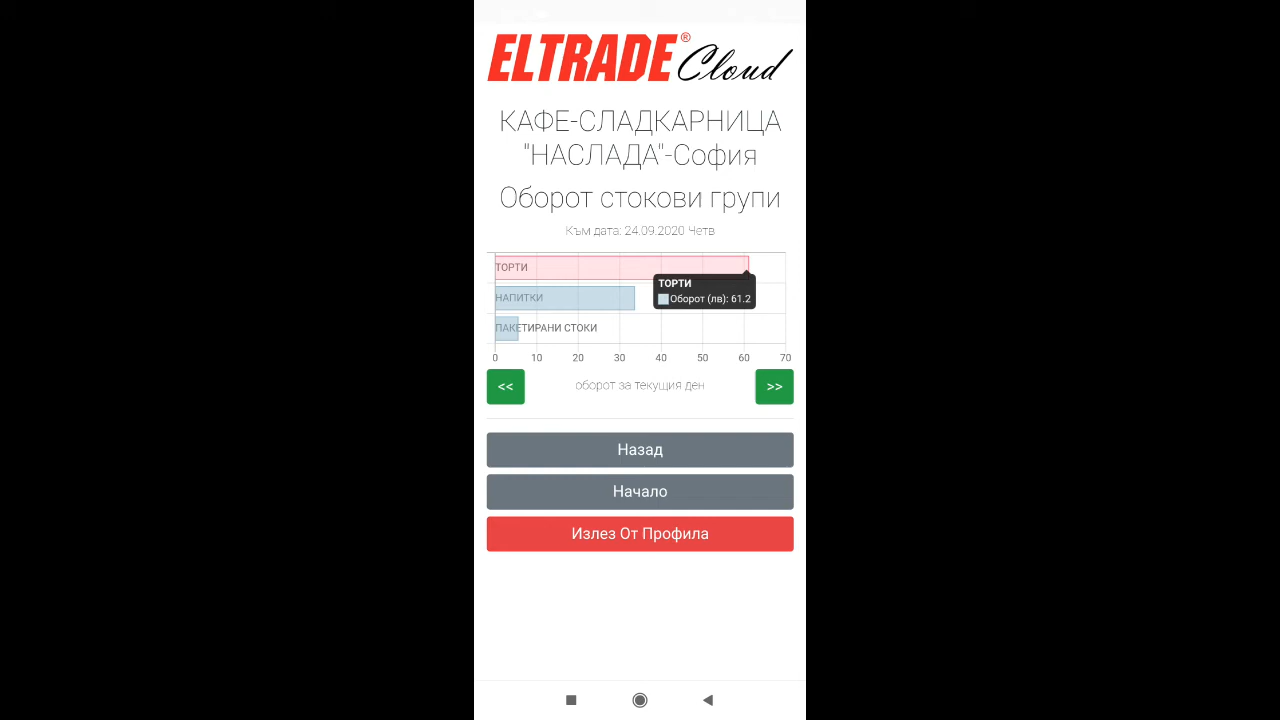 ELTRADE® Cloud
КАФЕ-СЛАДКАРНИЦА
"НАСЛАДА"-София
Оборот стокови групи
Към дата: 24.09.2020 Четв
ТОРТИ
ТОРТИ
Оборот (лв): 61.2
НАПИТКИ
ПАКЕТИРАНИ СТОКИ
0 10 20 30 40 50 60 70
<< оборот за текущия ден >>
Назад
Начало
Излез От Профила